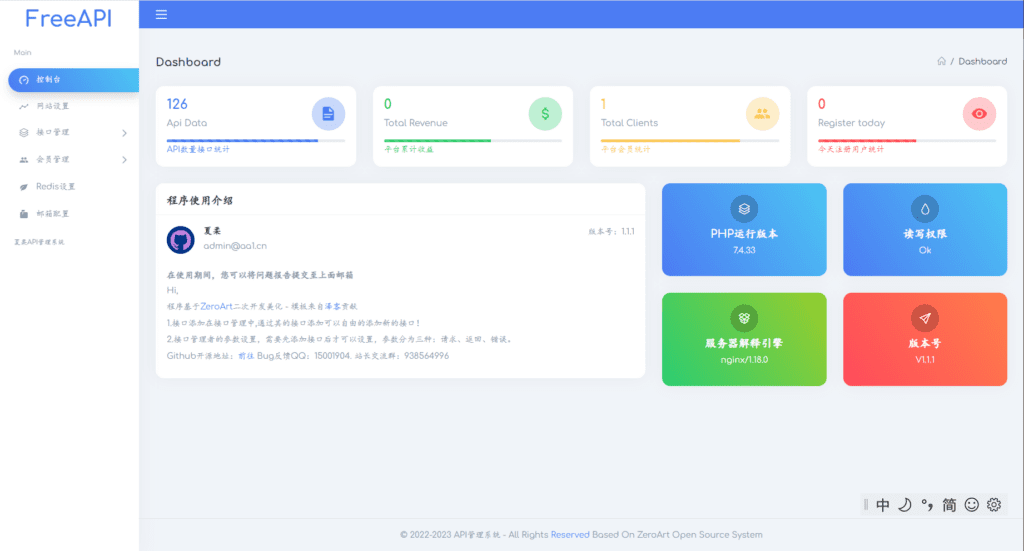 FreeAPI
Main
控制台
网站设置
接口管理
会员管理
Redis设置
邮箱配置
夏柔API管理系统
Dashboard
/ Dashboard
126
Api Data
API数量接口统计
0
Total Revenue
平台累计收益
1
Total Clients
平台会员统计
0
Register today
今天注册用户统计
程序使用介绍
夏柔
admin@aa1.cn
版本号：1.1.1
在使用期间，您可以将问题报告提交至上面邮箱
Hi,
程序基于ZeroArt二次开发美化 - 模板来自泽客贡献
1.接口添加在接口管理中,通过其的接口添加可以自由的添加新的接口!
2.接口管理者的参数设置，需要先添加接口后才可以设置，参数分为三种：请求、返回、错误。
Github开源地址：前往 Bug反馈QQ：15001904. 站长交流群：938564996
PHP运行版本
7.4.33
读写权限
Ok
服务器解释引擎
nginx/1.18.0
版本号
V1.1.1
中 简
© 2022-2023 API管理系统 - All Rights Reserved Based On ZeroArt Open Source System